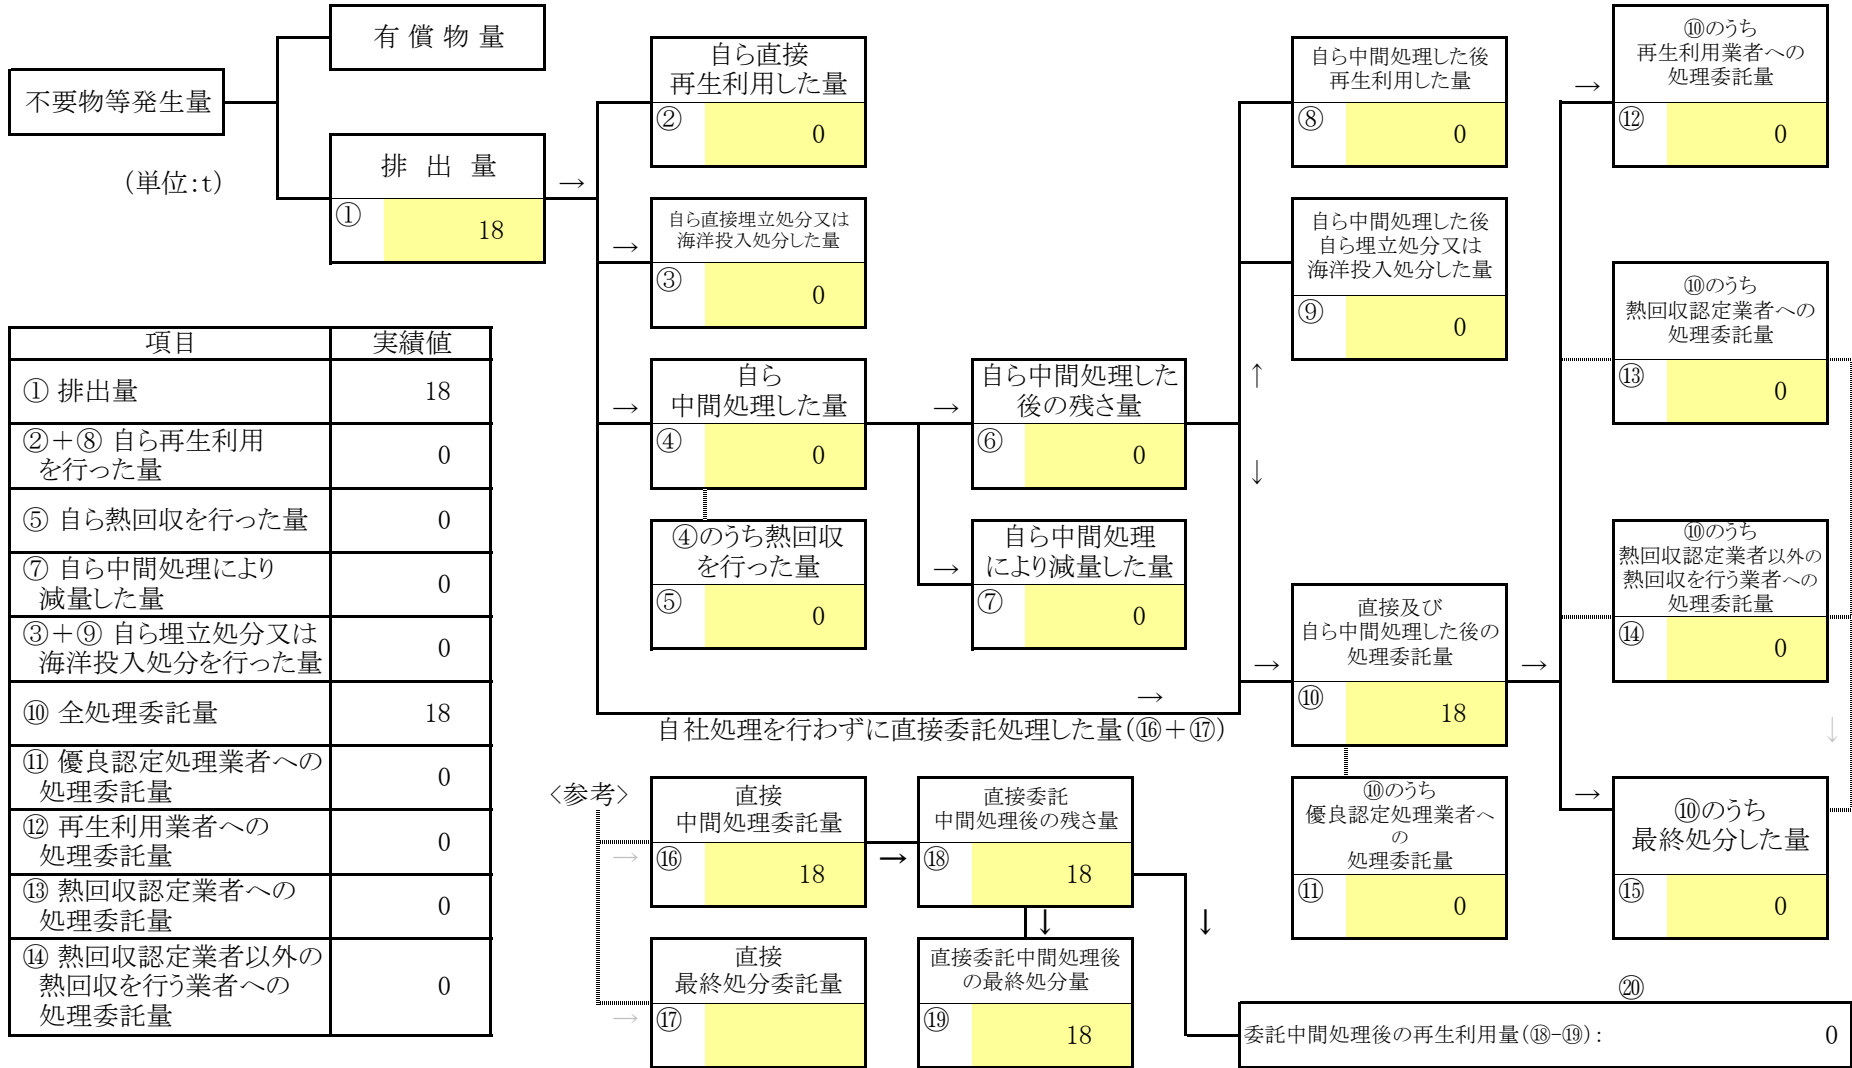 有 償 物 量
不要物等発生量
(単位:t)
排 出 量
→
①
18
自ら直接
再生利用した量
②
0
→
自ら直接埋立処分又は
海洋投入処分した量
③
0
→
自ら
中間処理した量
④
0
④のうち熱回収
を行った量
⑤
0
→
自ら中間処理した
後の残さ量
⑥
0
→
自ら中間処理
により減量した量
⑦
0
↑
↓
自ら中間処理した後
再生利用した量
⑧
0
自ら中間処理した後
自ら埋立処分又は
海洋投入処分した量
⑨
0
→
自社処理を行わずに直接委託処理した量(⑯+⑰)
→
直接及び
自ら中間処理した後の
処理委託量
⑩
18
→
⑩のうち
優良認定処理業者へ
の
処理委託量
⑪
0
→
⑩のうち
再生利用業者への
処理委託量
⑫
0
⑩のうち
熱回収認定業者への
処理委託量
⑬
0
⑩のうち
熱回収認定業者以外の
熱回収を行う業者への
処理委託量
⑭
0
↓
→
⑩のうち
最終処分した量
⑮
0
項目 実績値
① 排出量 18
②+⑧ 自ら再生利用
を行った量 0
⑤ 自ら熱回収を行った量 0
⑦ 自ら中間処理により
減量した量 0
③+⑨ 自ら埋立処分又は
海洋投入処分を行った量 0
⑩ 全処理委託量 18
⑪ 優良認定処理業者への
処理委託量 0
⑫ 再生利用業者への
処理委託量 0
⑬ 熱回収認定業者への
処理委託量 0
⑭ 熱回収認定業者以外の
熱回収を行う業者への
処理委託量 0
<参考>
→
直接
中間処理委託量
⑯
18
→
直接委託
中間処理後の残さ量
⑱
18
↓
↓
→
直接
最終処分委託量
⑰
直接委託中間処理後
の最終処分量
⑲
18
⑳
委託中間処理後の再生利用量(⑱-⑲): 0